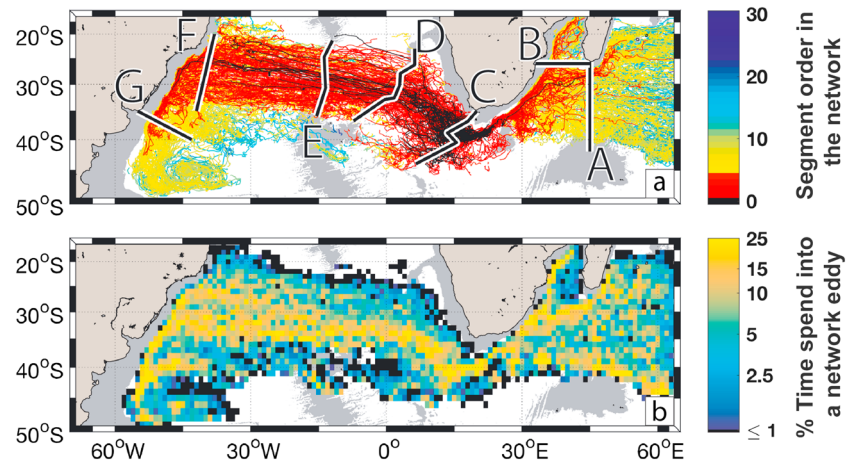 20°S
30°S
40°S
50°S
F
G
E
D
C
B
A
a
30
20
10
0
Segment order in
the network
20°S
30°S
40°S
50°S
60°W
30°W
0°
30°E
60°E
b
25
15
10
5
2.5
≤ 1
% Time spend into
a network eddy